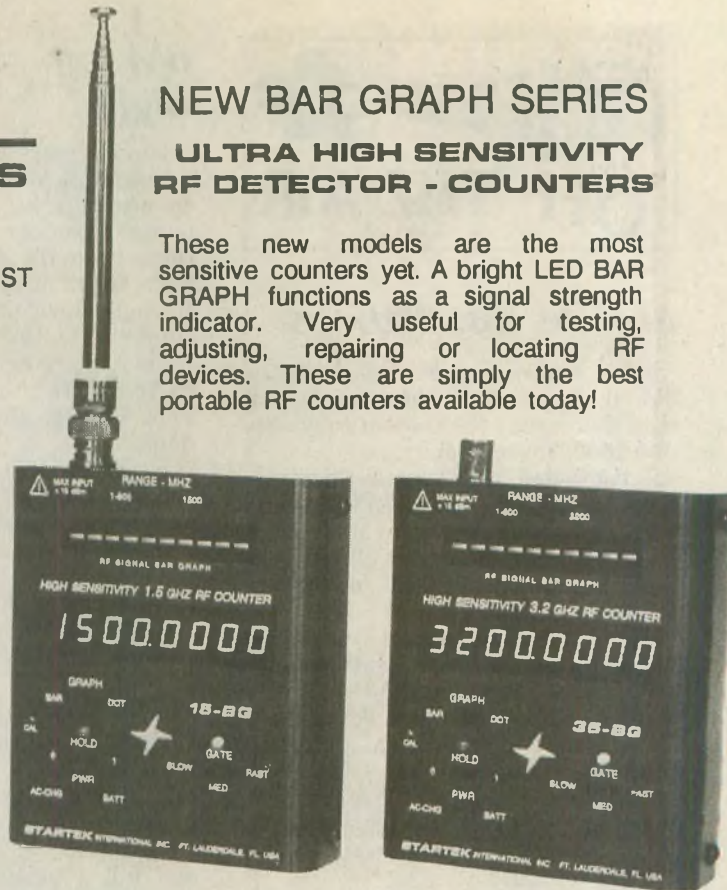 NEW BAR GRAPH SERIES
ULTRA HIGH SENSITIVITY
RF DETECTOR - COUNTERS
S
ST
These new models are the most
sensitive counters yet. A bright LED BAR
GRAPH functions as a signal strength
indicator. Very useful for testing,
adjusting, repairing or locating RF
devices. These are simply the best
portable RF counters available today!
MAX INPUT
RANGE - MHZ
1500
RF SIGNAL BAR GRAPH
HIGH SENSITIVITY 1.5 GHZ RF COUNTER
1500.0000
GRAPH
BAR DOT
15-BG
CAL
HOLD
GATE
SLOW FAST
MED
PWR
AC-CHG BATT
STARTEK INTERNATIONAL INC. FT. LAUDERDALE, FL. USA
MAX INPUT
RANGE - MHZ
3200
RF SIGNAL BAR GRAPH
HIGH SENSITIVITY 3.2 GHZ RF COUNTER
3200.0000
GRAPH
BAR DOT
35-BG
CAL
HOLD
GATE
SLOW FAST
MED
PWR
AC-CHG BATT
STARTEK INTERNATIONAL INC. FT. LAUDERDALE, FL. USA